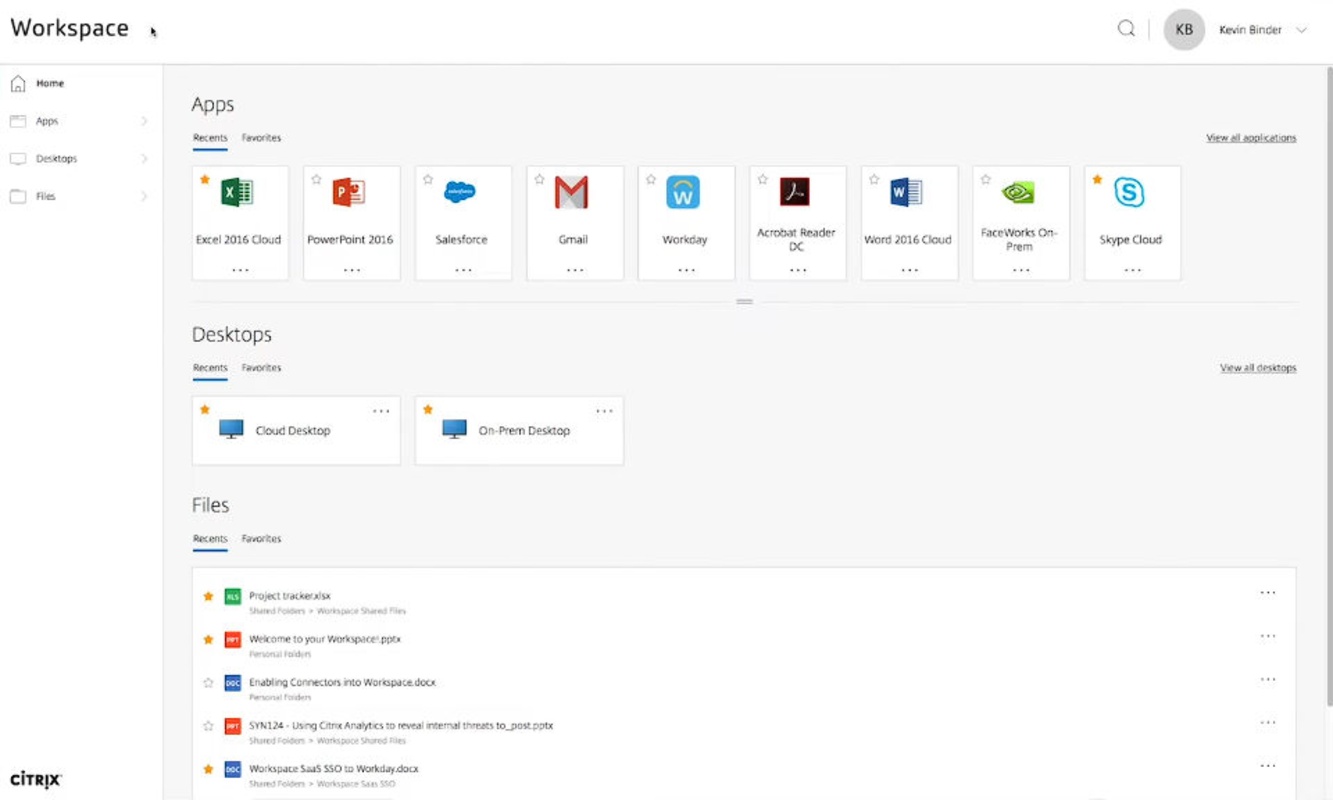 Workspace
KB
Kevin Binder
Home
Apps
Desktops
Files
Apps
Recents Favorites
View all applications
Excel 2016 Cloud
PowerPoint 2016
Salesforce
Gmail
Workday
Acrobat Reader
DC
Word 2016 Cloud
FaceWorks On-
Prem
Skype Cloud
Desktops
Recents Favorites
View all desktops
Cloud Desktop
On-Prem Desktop
Files
Recents Favorites
XLS Project tracker.xlsx
Shared Folders > Workspace Shared Files
PPT Welcome to your Workspace!.pptx
Personal Folders
DOC Enabling Connectors into Workspace.docx
Personal Folders
PPT SYN124 - Using Citrix Analytics to reveal internal threats to_post.pptx
Shared Folders > Workspace Shared Files
DOC Workspace SaaS SSO to Workday.docx
Shared Folders > Workspace Saas SSO
CITRIX